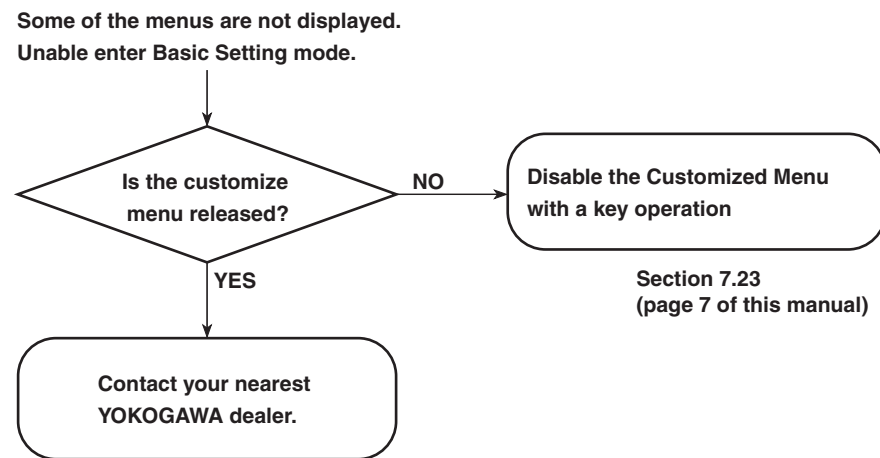 Some of the menus are not displayed.
Unable enter Basic Setting mode.
Is the customize
menu released?
NO
Disable the Customized Menu
with a key operation
YES
Section 7.23
(page 7 of this manual)
Contact your nearest
YOKOGAWA dealer.